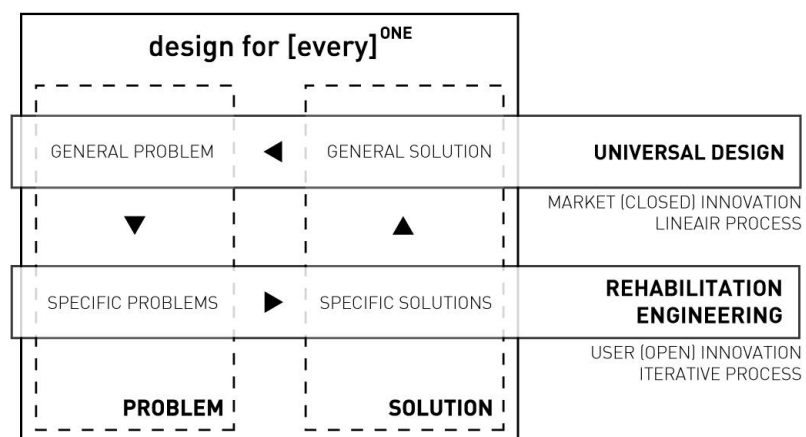 design for [every]ONE
GENERAL PROBLEM
GENERAL SOLUTION
UNIVERSAL DESIGN
MARKET (CLOSED) INNOVATION
LINEAIR PROCESS
SPECIFIC PROBLEMS
SPECIFIC SOLUTIONS
REHABILITATION
ENGINEERING
USER (OPEN) INNOVATION
ITERATIVE PROCESS
PROBLEM
SOLUTION